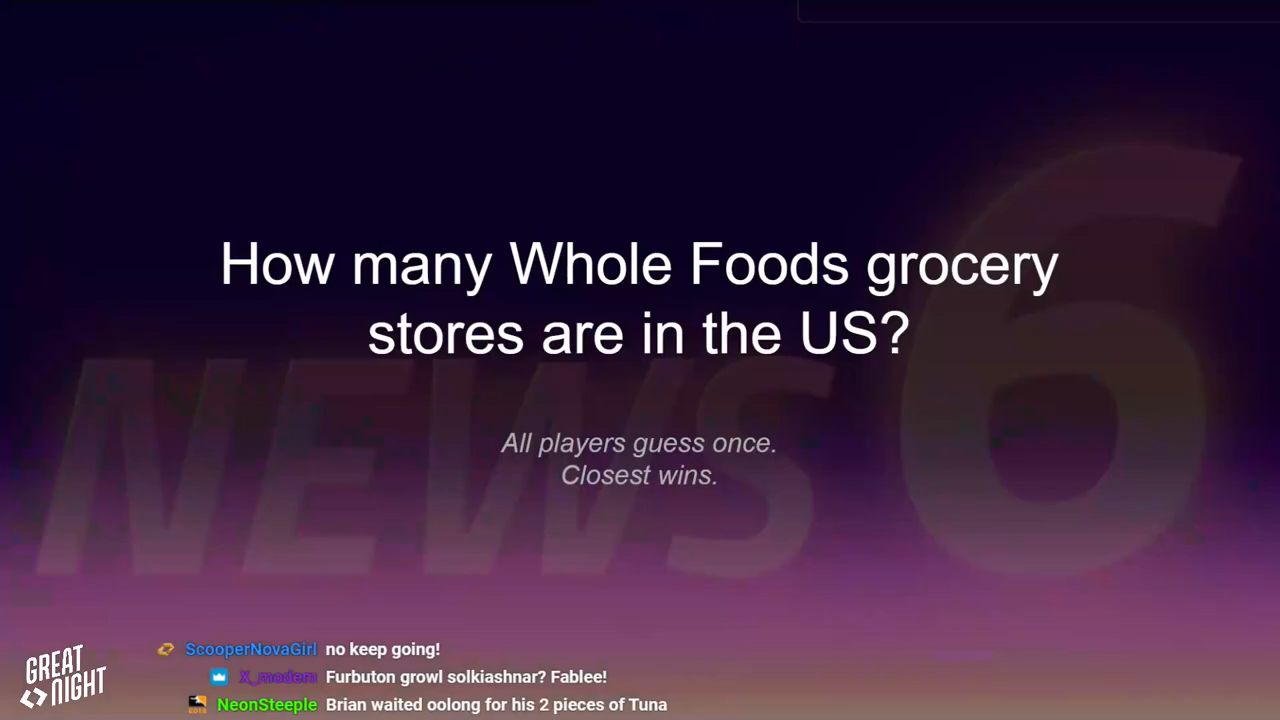 How many Whole Foods grocery
stores are in the US?
NEWS 6
All players guess once.
Closest wins.
ScooperNovaGirl no keep going!
X_modem Furbuton growl solkiashnar? Fablee!
NeonSteeple Brian waited oolong for his 2 pieces of Tuna
GREAT
NIGHT